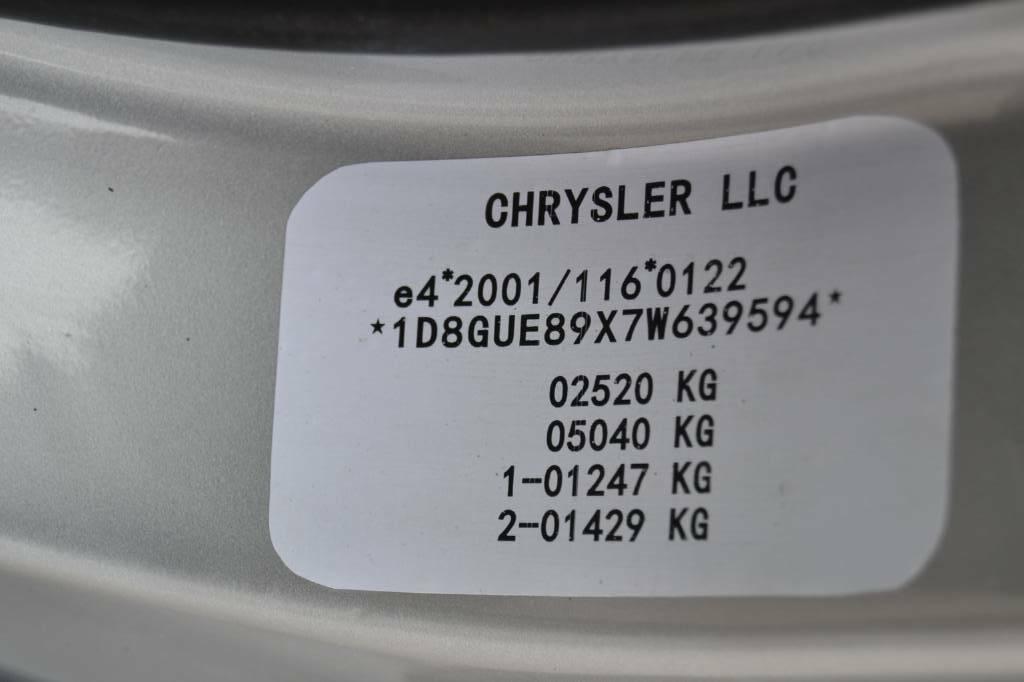 CHRYSLER LLC
e4*2001/116*0122
*1D8GUE89X7W639594*
02520 KG
05040 KG
1-01247 KG
2-01429 KG